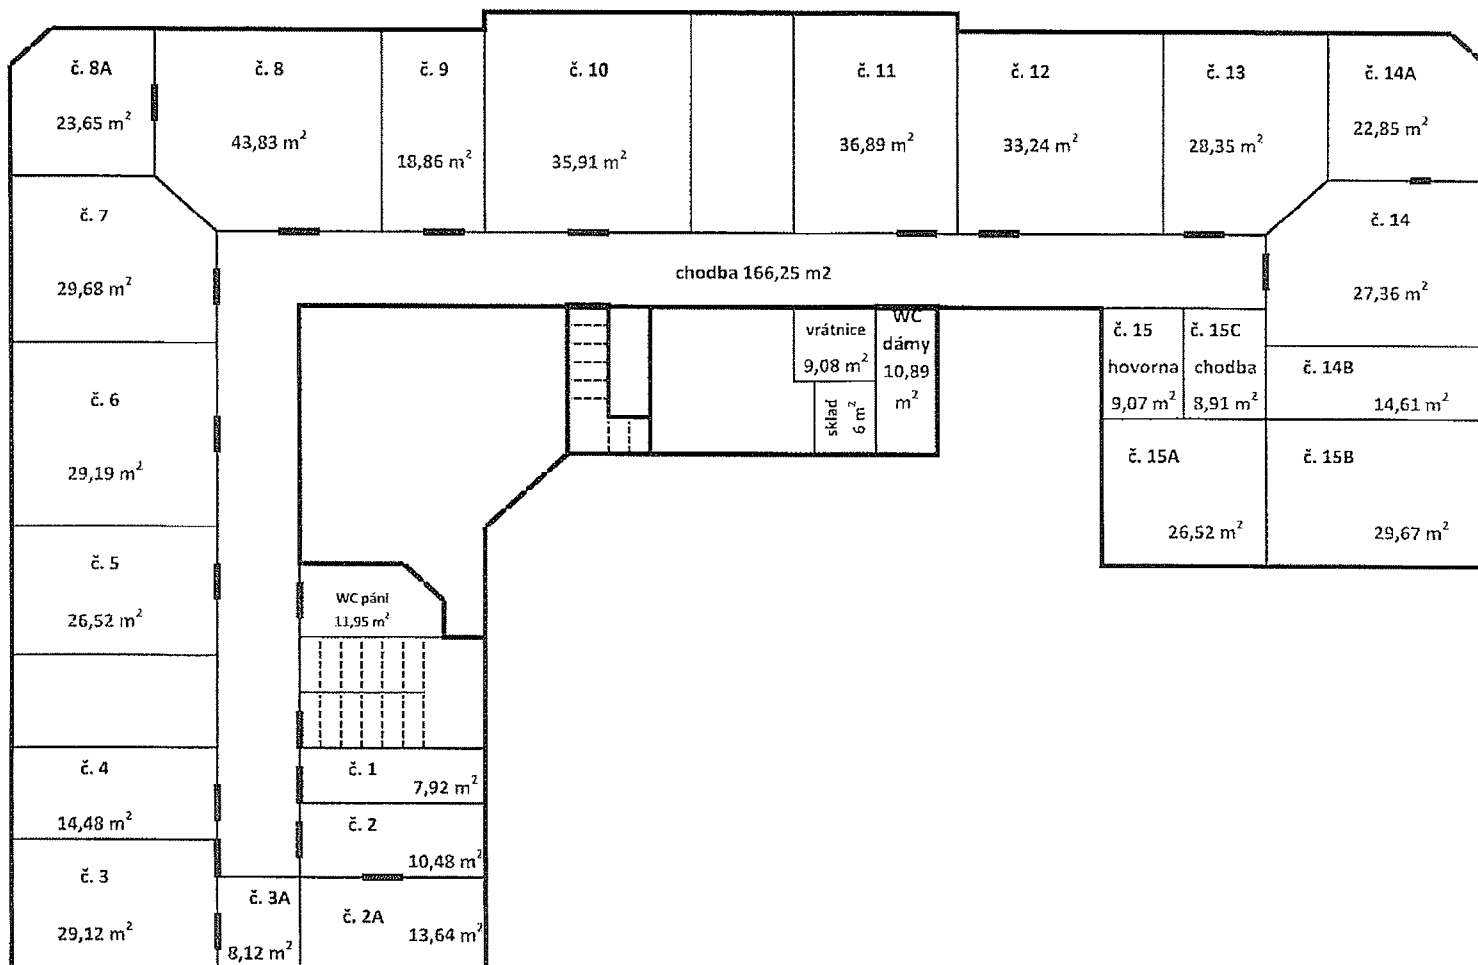 č. 8A
23,65 m²
č. 8
43,83 m²
č. 9
18,86 m²
č. 10
35,91 m²
č. 11
36,89 m²
č. 12
33,24 m²
č. 13
28,35 m²
č. 14A
22,85 m²
č. 7
29,68 m²
č. 14
27,36 m²
chodba 166,25 m2
vrátnice
9,08 m²
WC
dámy
10,89
m²
sklad
6 m²
č. 15
hovorna
9,07 m²
č. 15C
chodba
8,91 m²
č. 14B
14,61 m²
č. 15A
26,52 m²
č. 15B
29,67 m²
č. 6
29,19 m²
č. 5
26,52 m²
WC páni
11,95 m²
č. 4
14,48 m²
č. 1
7,92 m²
č. 2
10,48 m²
č. 3
29,12 m²
č. 3A
8,12 m²
č. 2A
13,64 m²